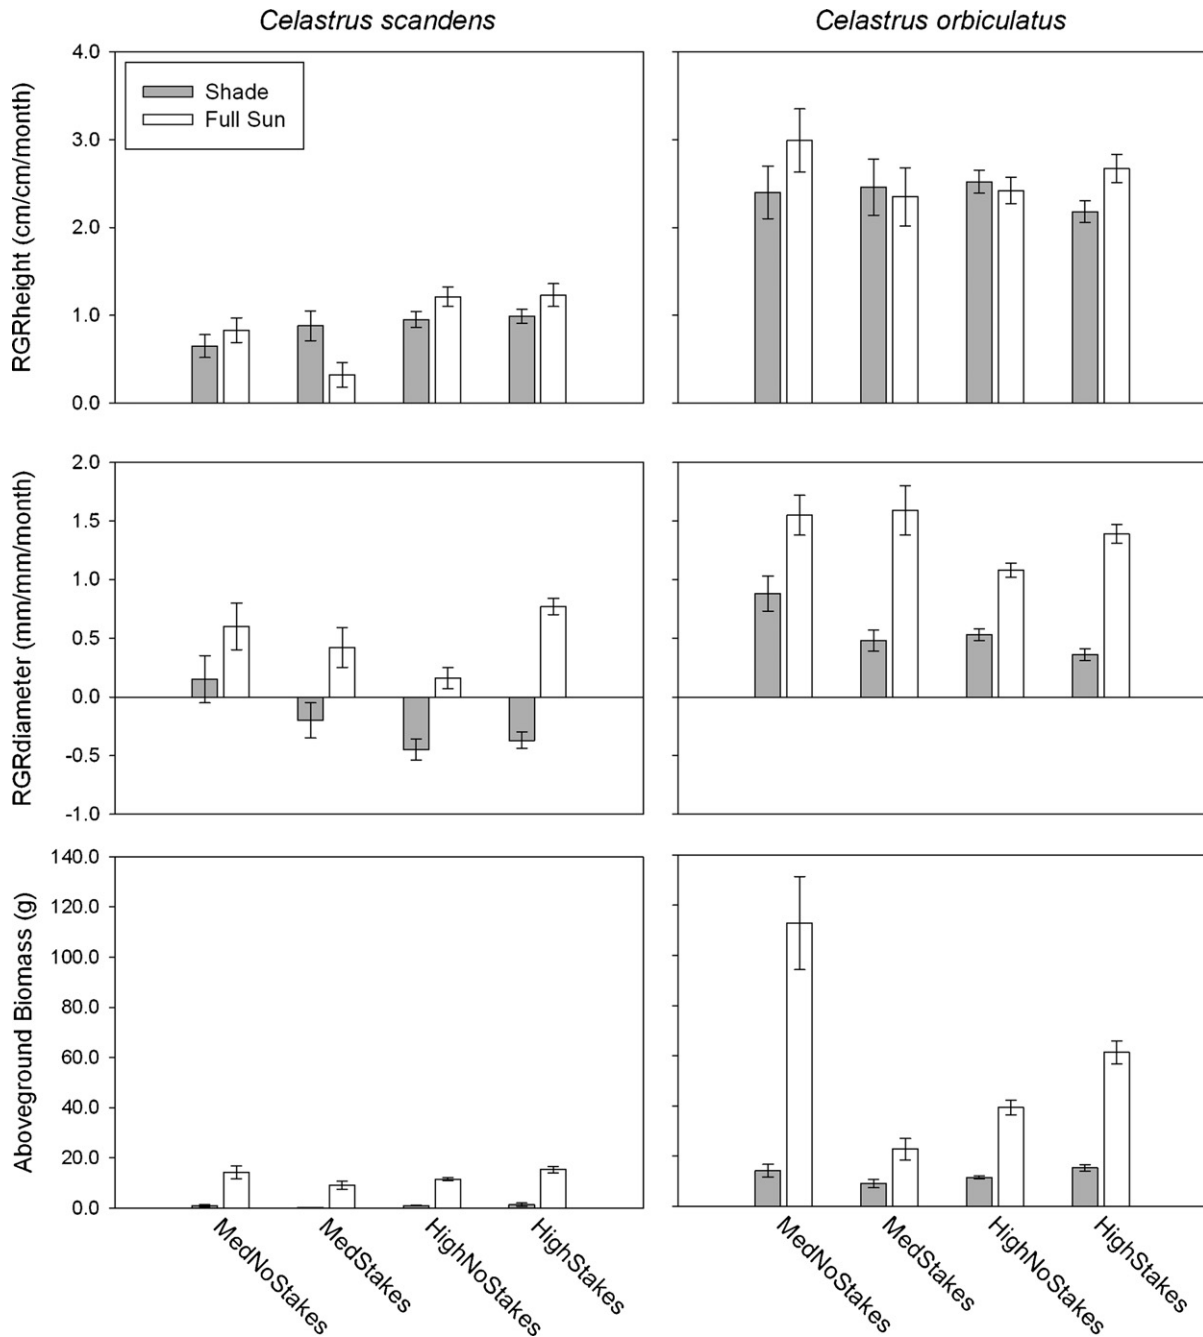 Celastrus scandens
Celastrus orbiculatus
RGRheight (cm/cm/month)
4.0
3.0
2.0
1.0
0.0
Shade
Full Sun
RGRdiameter (mm/mm/month)
2.0
1.5
1.0
0.5
0.0
-0.5
-1.0
Aboveground Biomass (g)
140.0
120.0
100.0
80.0
60.0
40.0
20.0
0.0
MedNoStakes
MedStakes
HighNoStakes
HighStakes
MedNoStakes
MedStakes
HighNoStakes
HighStakes